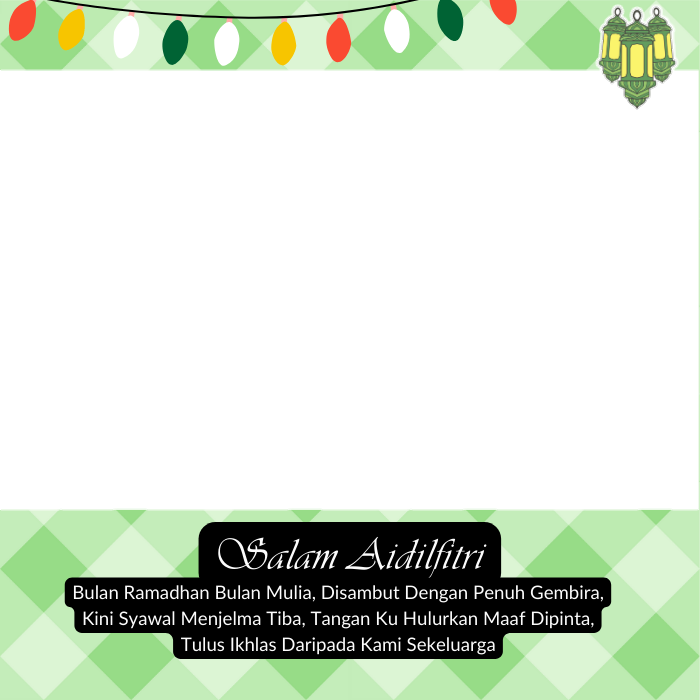 Salam Aidilfitri
Bulan Ramadhan Bulan Mulia, Disambut Dengan Penuh Gembira,
Kini Syawal Menjelma Tiba, Tangan Ku Hulurkan Maaf Dipinta,
Tulus Ikhlas Daripada Kami Sekeluarga